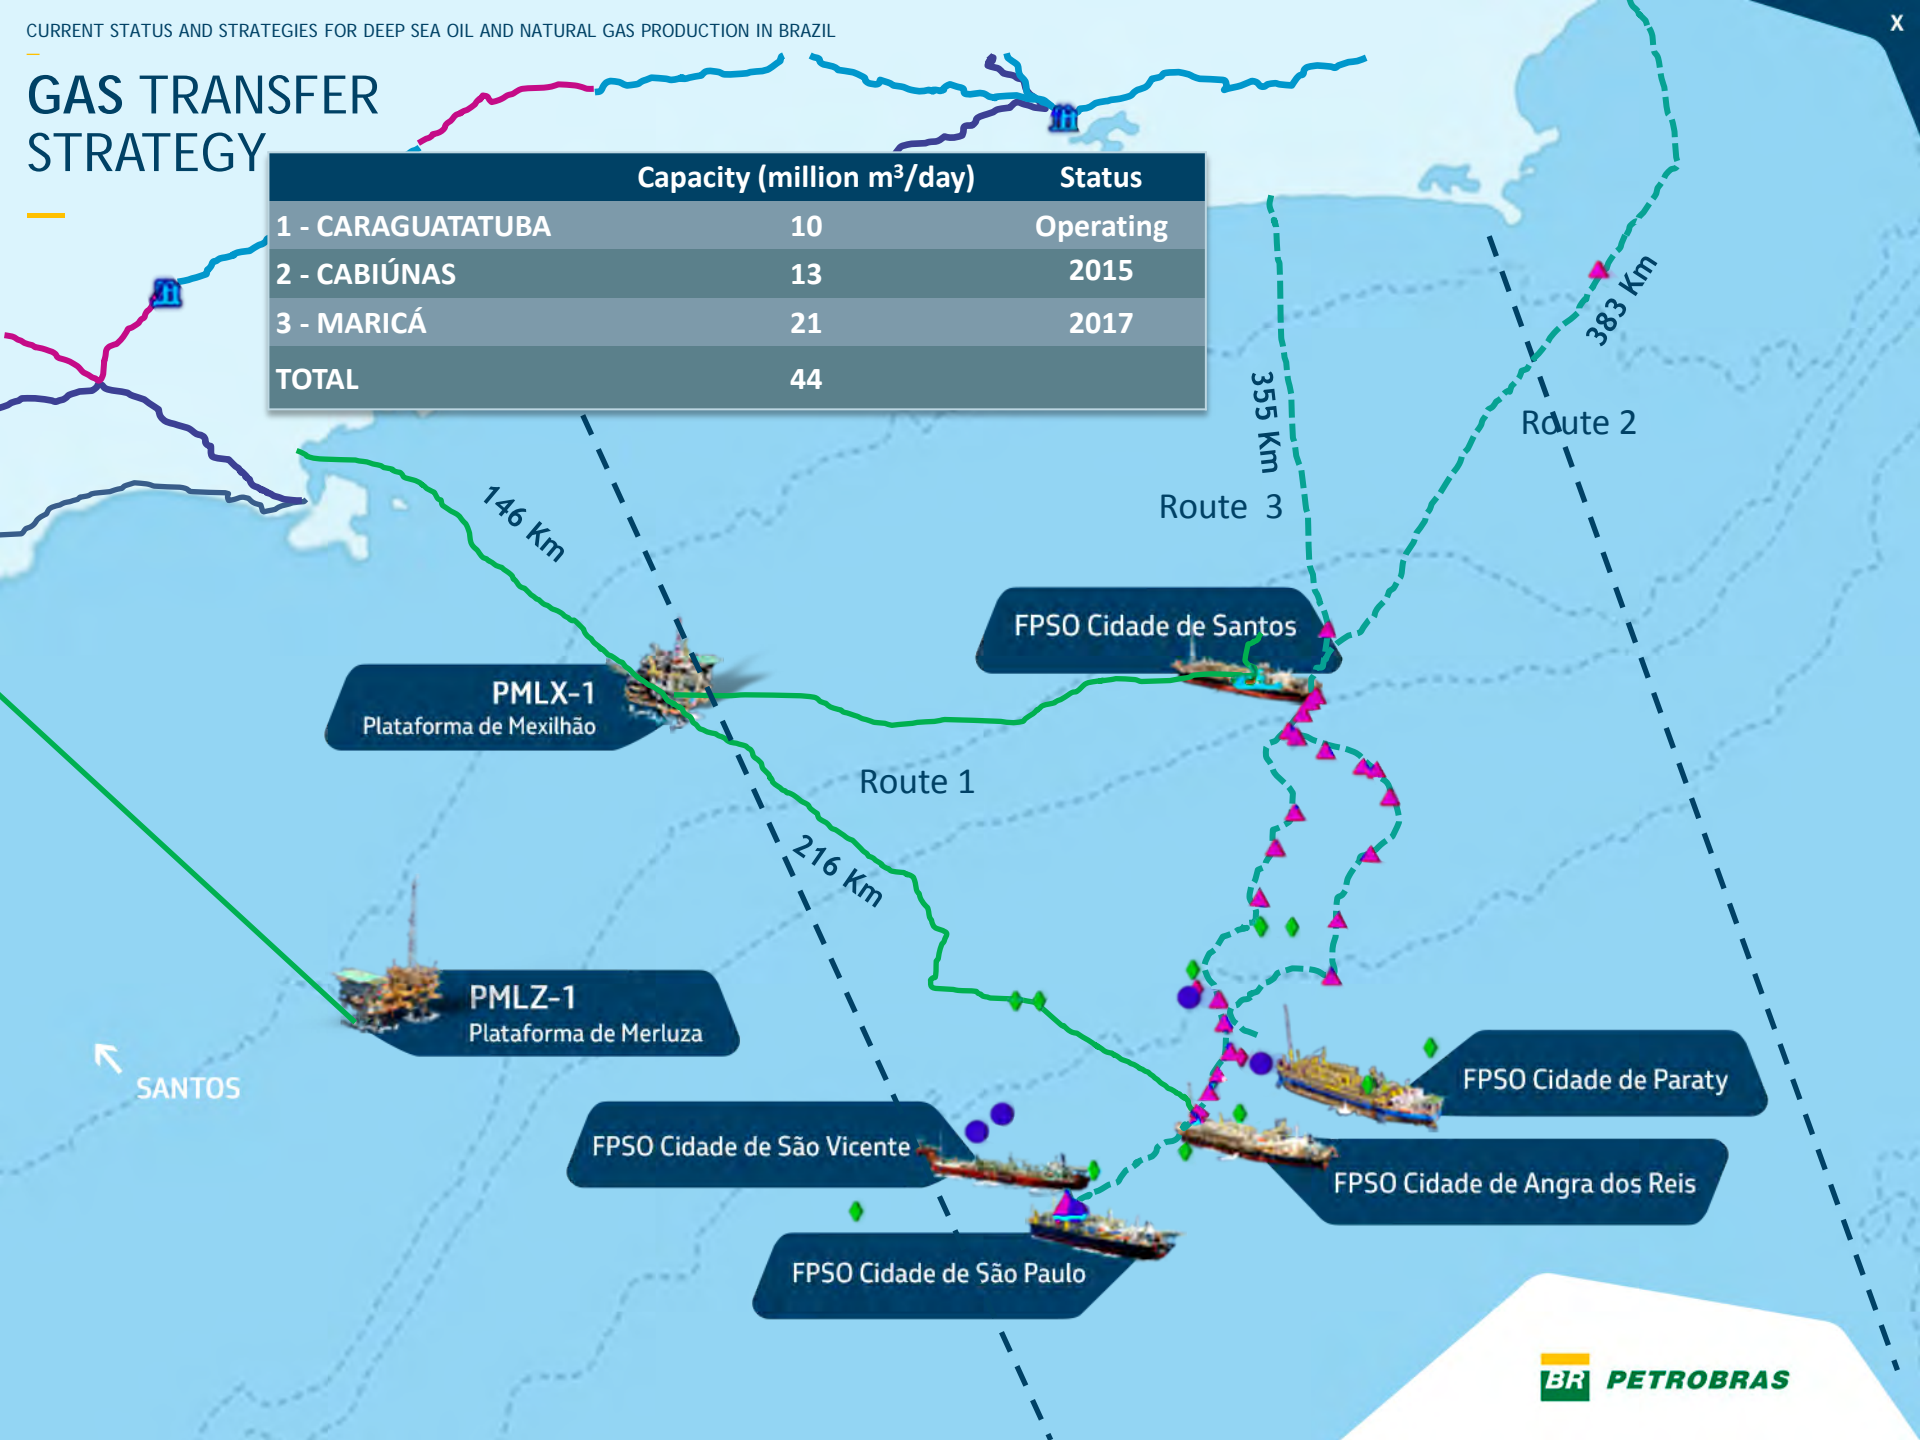 CURRENT STATUS AND STRATEGIES FOR DEEP SEA OIL AND NATURAL GAS PRODUCTION IN BRAZIL
X
GAS TRANSFER
STRATEGY
Capacity (million m³/day) Status
1 - CARAGUATATUBA 10 Operating
2 - CABIÚNAS 13 2015
3 - MARICÁ 21 2017
TOTAL 44
383 Km
355 Km
Route 2
146 Km
Route 3
FPSO Cidade de Santos
PMLX-1
Plataforma de Mexilhão
Route 1
216 Km
PMLZ-1
Plataforma de Merluza
SANTOS
FPSO Cidade de Paraty
FPSO Cidade de São Vicente
FPSO Cidade de Angra dos Reis
FPSO Cidade de São Paulo
BR PETROBRAS